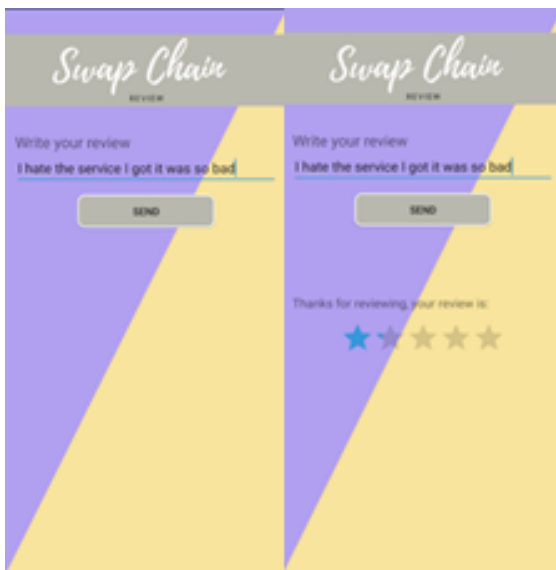 Swap Chain
REVIEW
Write your review
I hate the service I got it was so bad
SEND
Swap Chain
REVIEW
Write your review
I hate the service I got it was so bad
SEND
Thanks for reviewing, your review is: